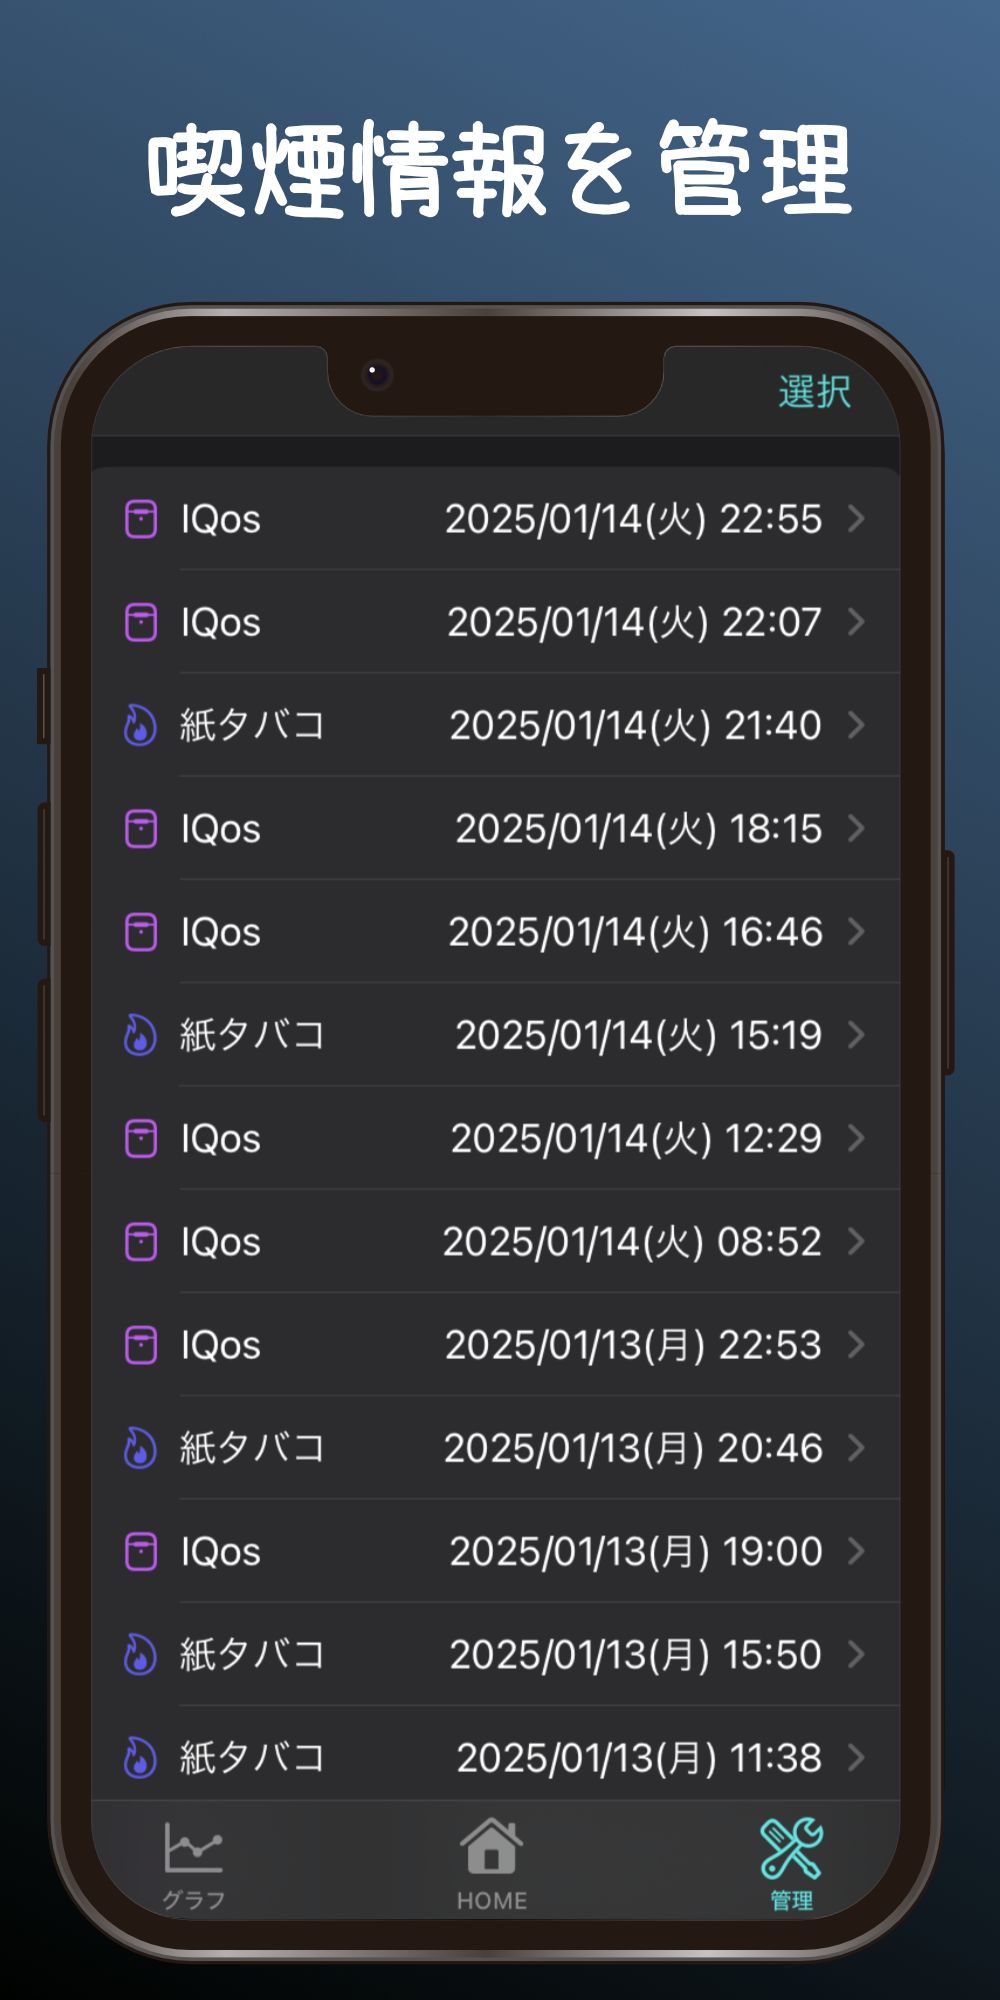 喫煙情報を管理
選択
IQos 2025/01/14(火) 22:55
IQos 2025/01/14(火) 22:07
紙タバコ 2025/01/14(火) 21:40
IQos 2025/01/14(火) 18:15
IQos 2025/01/14(火) 16:46
紙タバコ 2025/01/14(火) 15:19
IQos 2025/01/14(火) 12:29
IQos 2025/01/14(火) 08:52
IQos 2025/01/13(月) 22:53
紙タバコ 2025/01/13(月) 20:46
IQos 2025/01/13(月) 19:00
紙タバコ 2025/01/13(月) 15:50
紙タバコ 2025/01/13(月) 11:38
グラフ HOME 管理